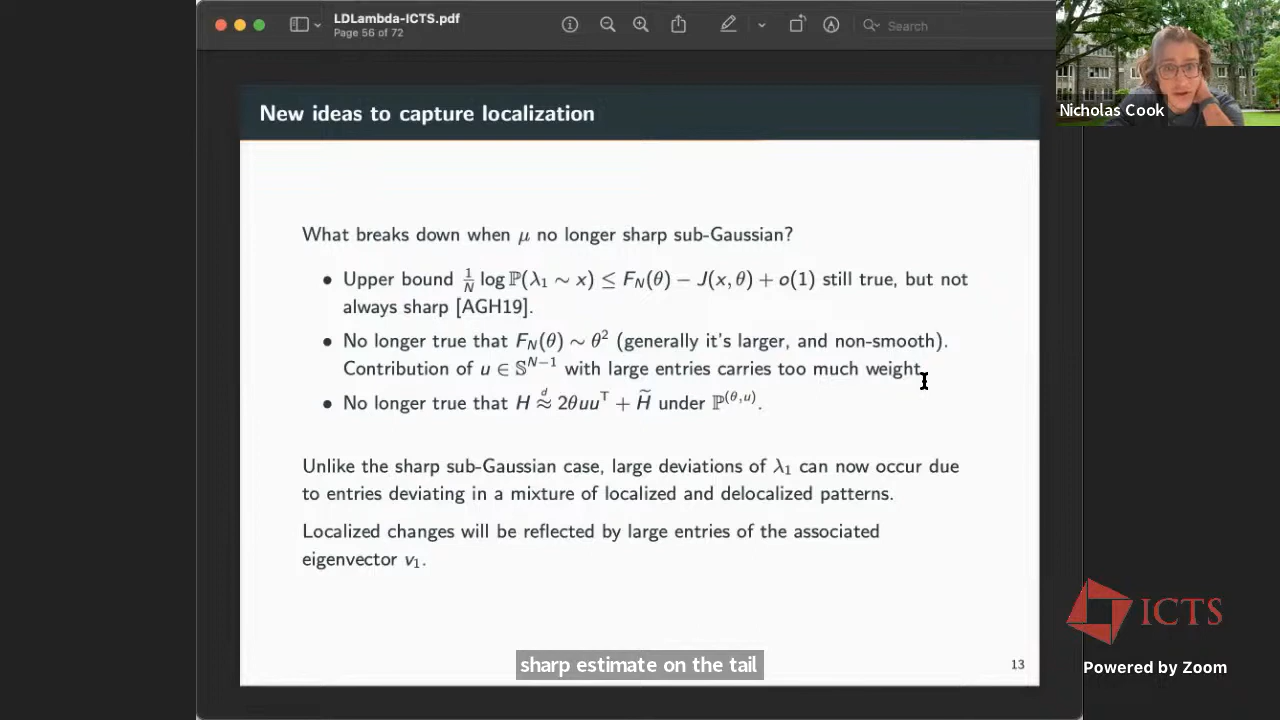 LDLambda-ICTS.pdf
Page 56 of 72
Search
Nicholas Cook
New ideas to capture localization
What breaks down when μ no longer sharp sub-Gaussian?
• Upper bound 1/N log ℙ(λ₁ ∼ x) ≤ F_N(θ) − J(x, θ) + o(1) still true, but not
always sharp [AGH19].
• No longer true that F_N(θ) ∼ θ² (generally it's larger, and non-smooth).
Contribution of u ∈ 𝕊^{N−1} with large entries carries too much weight.
• No longer true that H ≈^d 2θuu^T + H̃ under ℙ^{(θ,u)}.
Unlike the sharp sub-Gaussian case, large deviations of λ₁ can now occur due
to entries deviating in a mixture of localized and delocalized patterns.
Localized changes will be reflected by large entries of the associated
eigenvector v₁.
ICTS
sharp estimate on the tail
13
Powered by Zoom